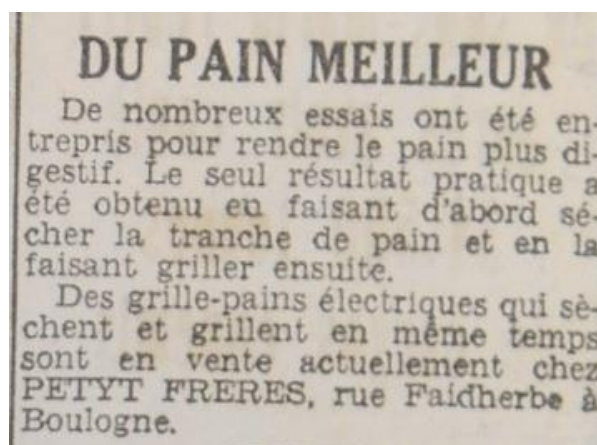 DU PAIN MEILLEUR
De nombreux essais ont été en-
trepris pour rendre le pain plus di-
gestif. Le seul résultat pratique a
été obtenu en faisant d'abord sé-
cher la tranche de pain et en la
faisant griller ensuite.
Des grille-pains électriques qui sè-
chent et grillent en même temps
sont en vente actuellement chez
PETYT FRERES, rue Faidherbe à
Boulogne.